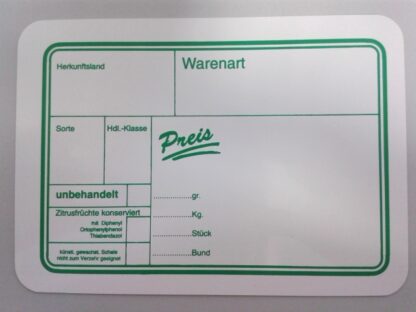 Herkunftsland
Warenart
Sorte
Hdl.-Klasse
Preis
unbehandelt
Zitrusfrüchte konserviert
mit Diphenyl
Ortophenylphenol
Thiabendazol
Künstl. gewachst, Schale
nicht zum Verzehr geeignet
..............gr.
..............Kg.
..............Stück
..............Bund